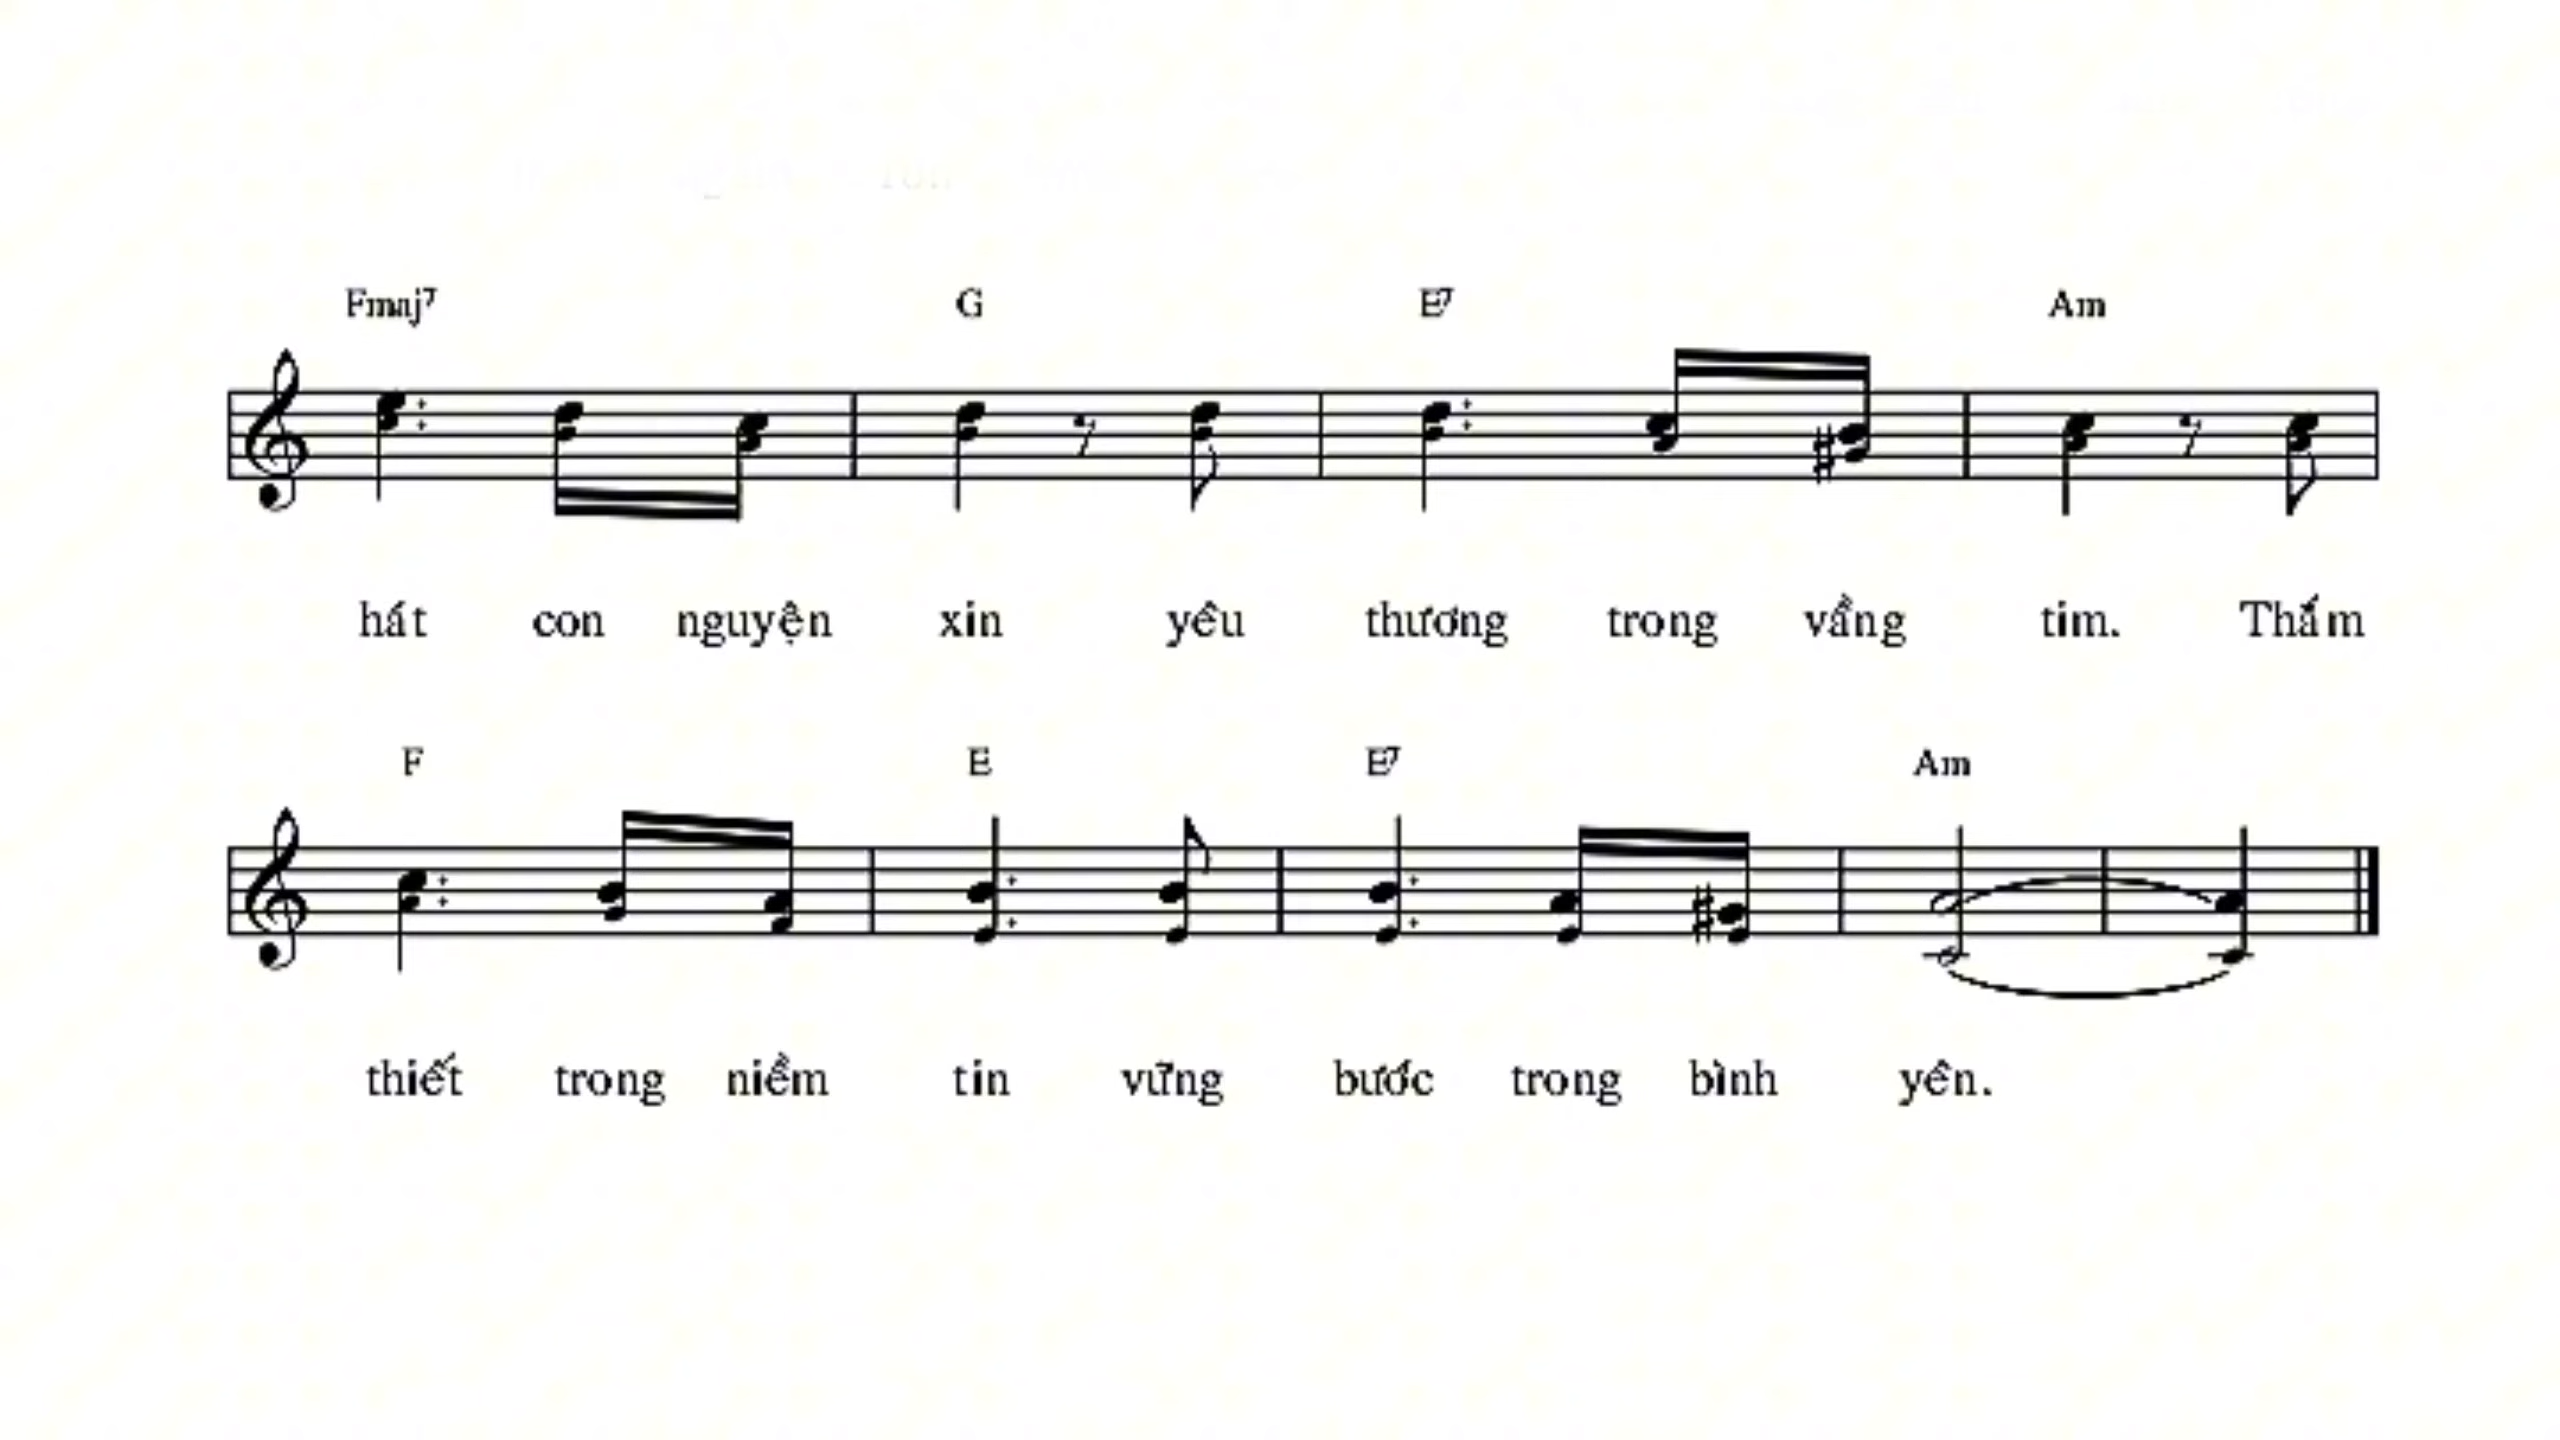 Fmaj7 G E7 Am
hát con nguyện xin yêu thương trong vầng tim. Thắm
F E E7 Am
thiết trong niềm tin vững bước trong bình yên.